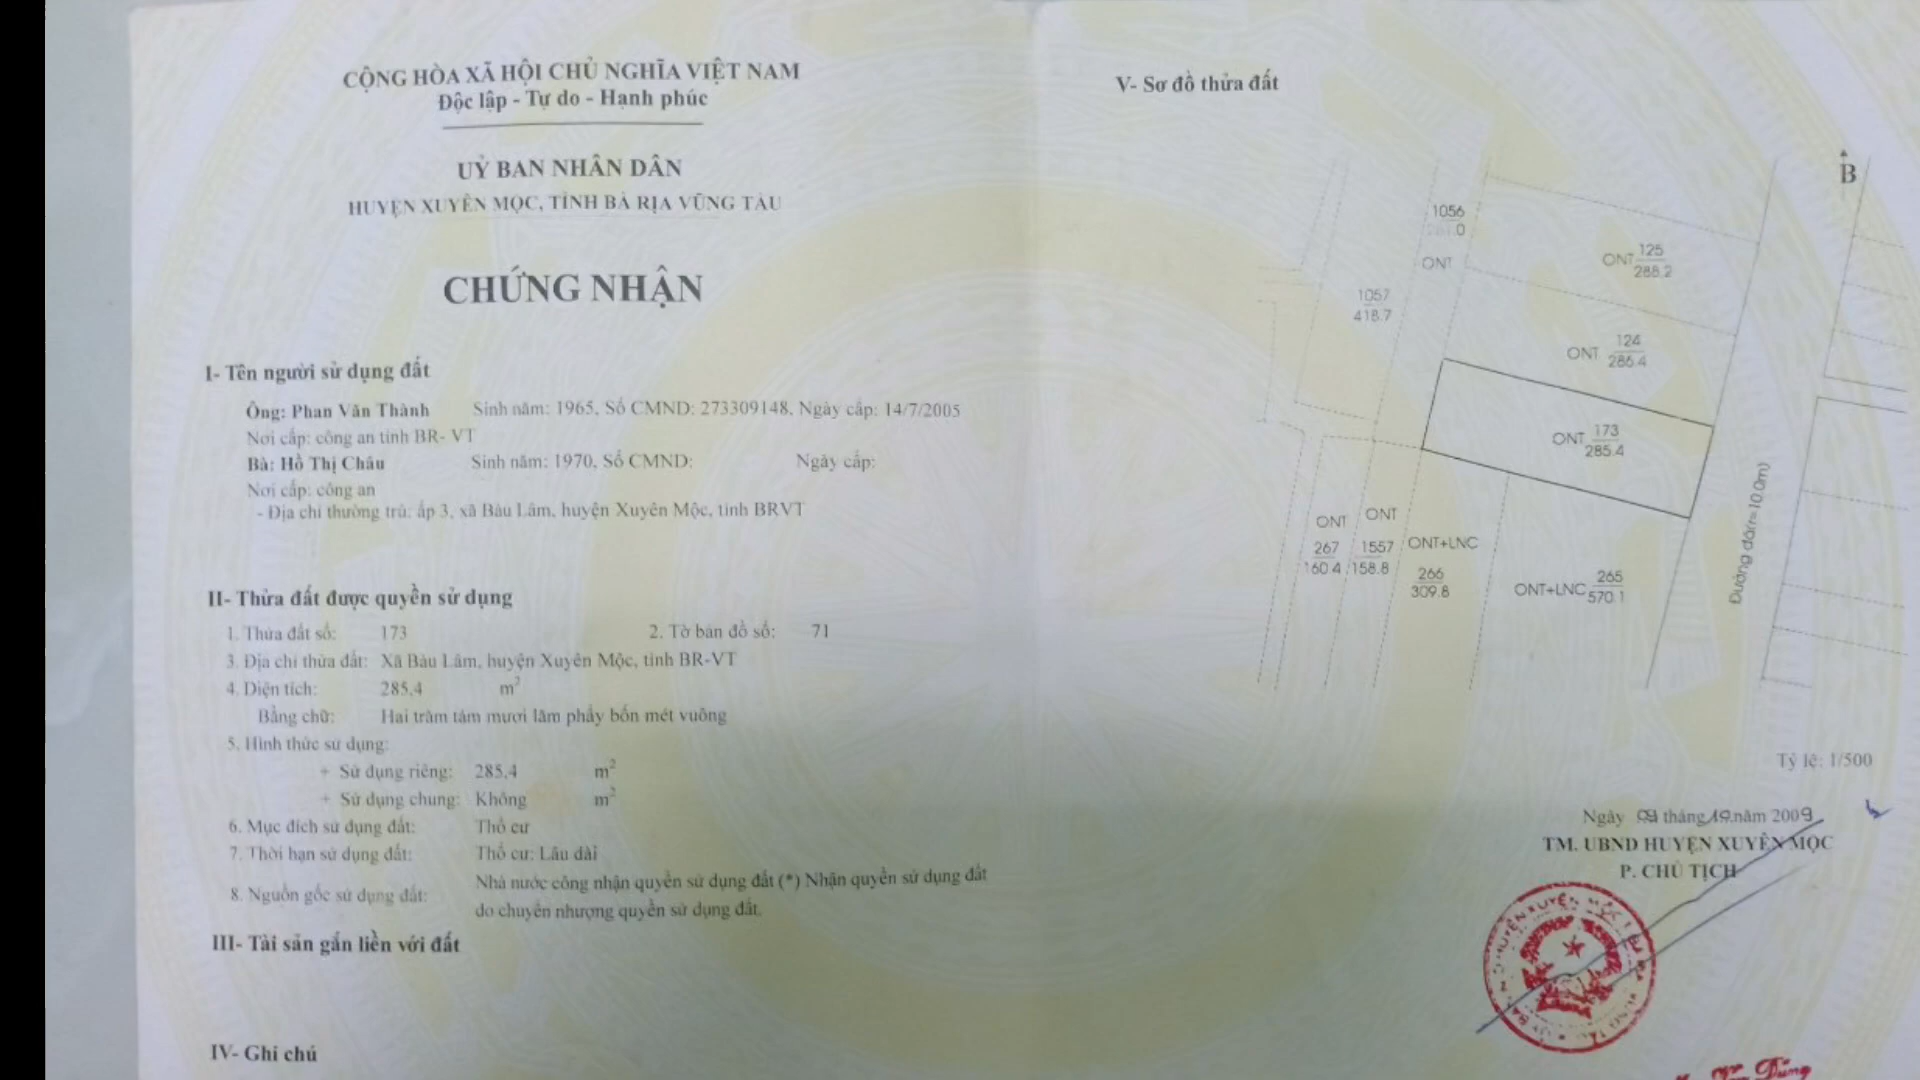 CỘNG HÒA XÃ HỘI CHỦ NGHĨA VIỆT NAM
Độc lập - Tự do - Hạnh phúc
UỶ BAN NHÂN DÂN
HUYỆN XUYÊN MỘC, TỈNH BÀ RỊA VŨNG TÀU
CHỨNG NHẬN
I- Tên người sử dụng đất
Ông: Phan Văn Thành Sinh năm: 1965, Số CMND: 273309148, Ngày cấp: 14/7/2005
Nơi cấp: công an tỉnh BR- VT
Bà: Hồ Thị Châu Sinh năm: 1970, Số CMND: Ngày cấp:
Nơi cấp: công an
- Địa chỉ thường trú: ấp 3, xã Bàu Lâm, huyện Xuyên Mộc, tỉnh BRVT
II- Thửa đất được quyền sử dụng
1. Thửa đất số: 173 2. Tờ bản đồ số: 71
3. Địa chỉ thửa đất: Xã Bàu Lâm, huyện Xuyên Mộc, tỉnh BR-VT
4. Diện tích: 285,4 m²
Bằng chữ: Hai trăm tám mươi lăm phẩy bốn mét vuông
5. Hình thức sử dụng:
+ Sử dụng riêng: 285,4 m²
+ Sử dụng chung: Không m²
6. Mục đích sử dụng đất: Thổ cư
7. Thời hạn sử dụng đất: Thổ cư: Lâu dài
8. Nguồn gốc sử dụng đất: Nhà nước công nhận quyền sử dụng đất (*) Nhận quyền sử dụng đất
do chuyển nhượng quyền sử dụng đất.
III- Tài sản gắn liền với đất
IV- Ghi chú
V- Sơ đồ thửa đất
B
1056
ONT
ONT 125
288.2
1057
418.7
ONT 124
286.4
ONT 173
285.4
ONT
267
160.4
ONT
1557
158.8
ONT+LNC
266
309.8
ONT+LNC 265
570.1
Đường đất(r=10.0m)
Tỷ lệ: 1/500
Ngày tháng năm 2009
TM. UBND HUYỆN XUYÊN MỘC
P. CHỦ TỊCH
Dũng